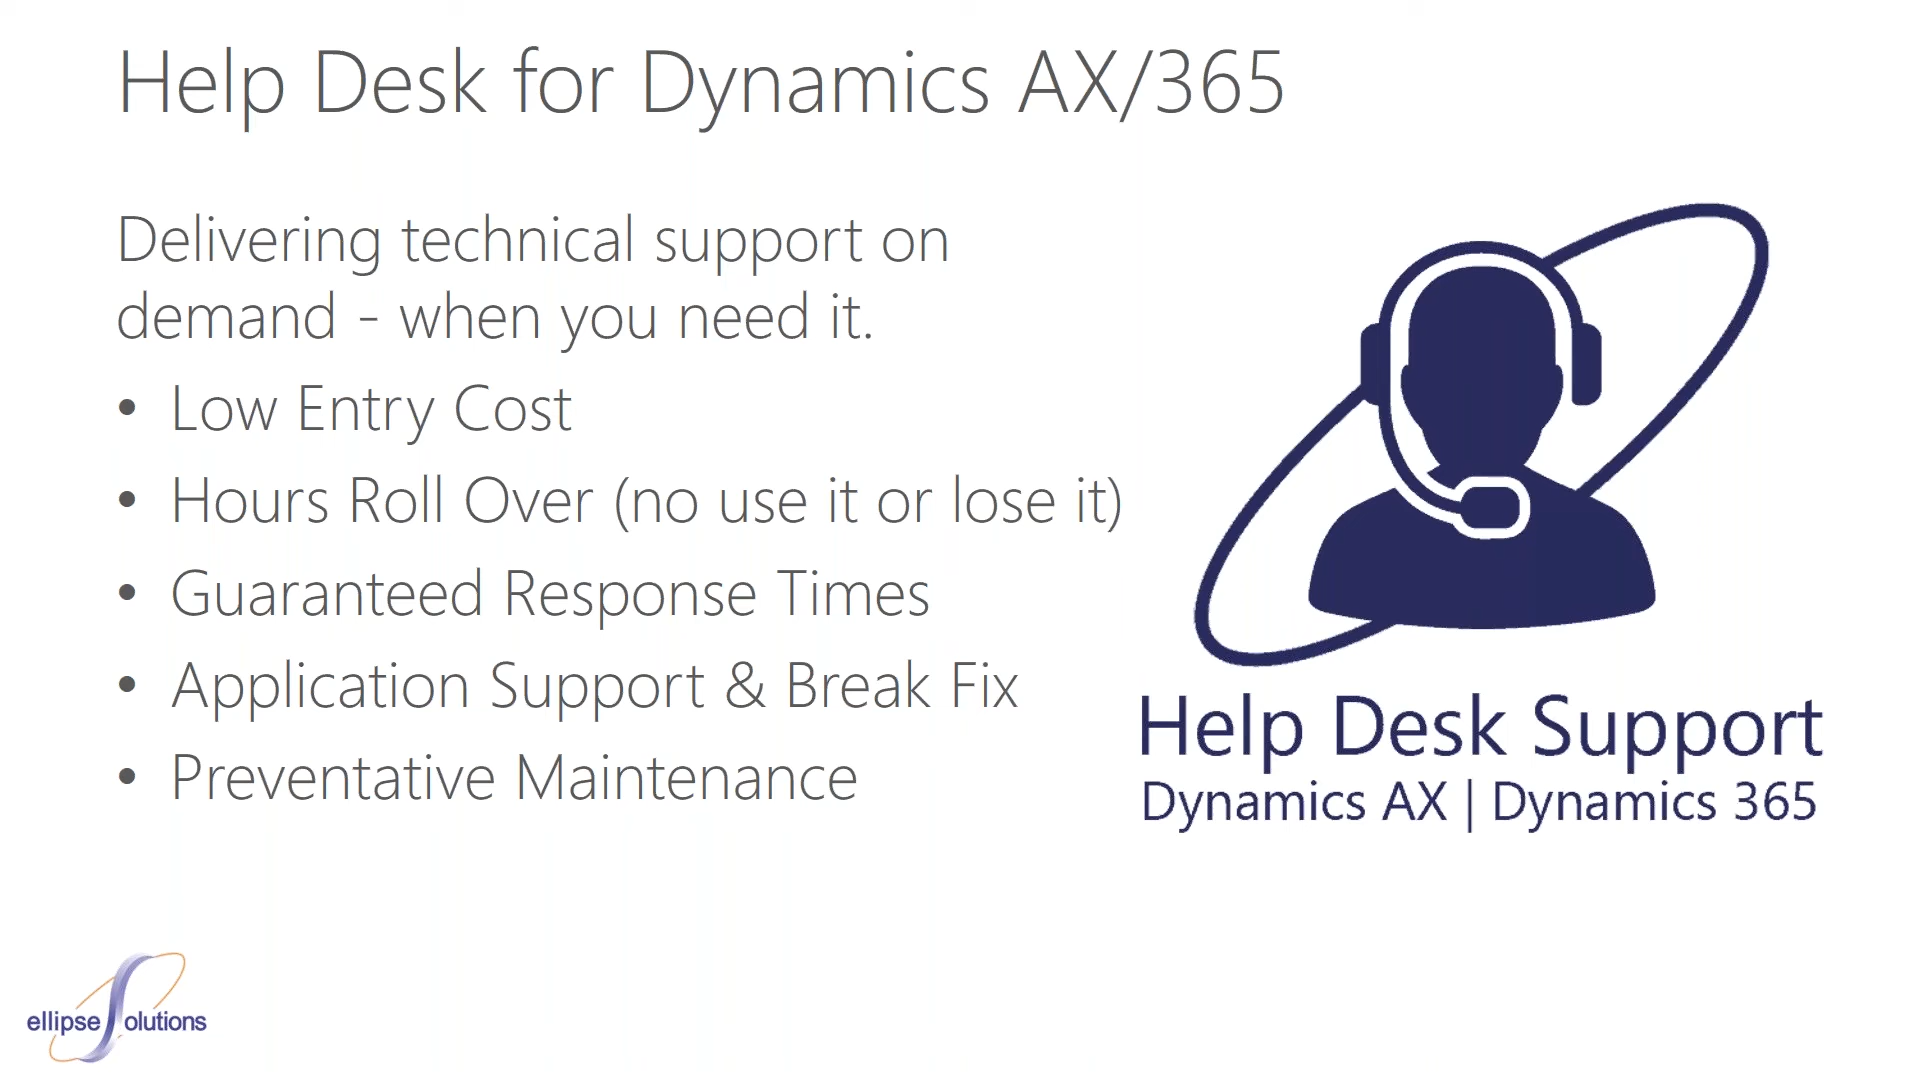 Help Desk for Dynamics AX/365
Delivering technical support on
demand - when you need it.
• Low Entry Cost
• Hours Roll Over (no use it or lose it)
• Guaranteed Response Times
• Application Support & Break Fix
• Preventative Maintenance
Help Desk Support
Dynamics AX | Dynamics 365
ellipse Solutions